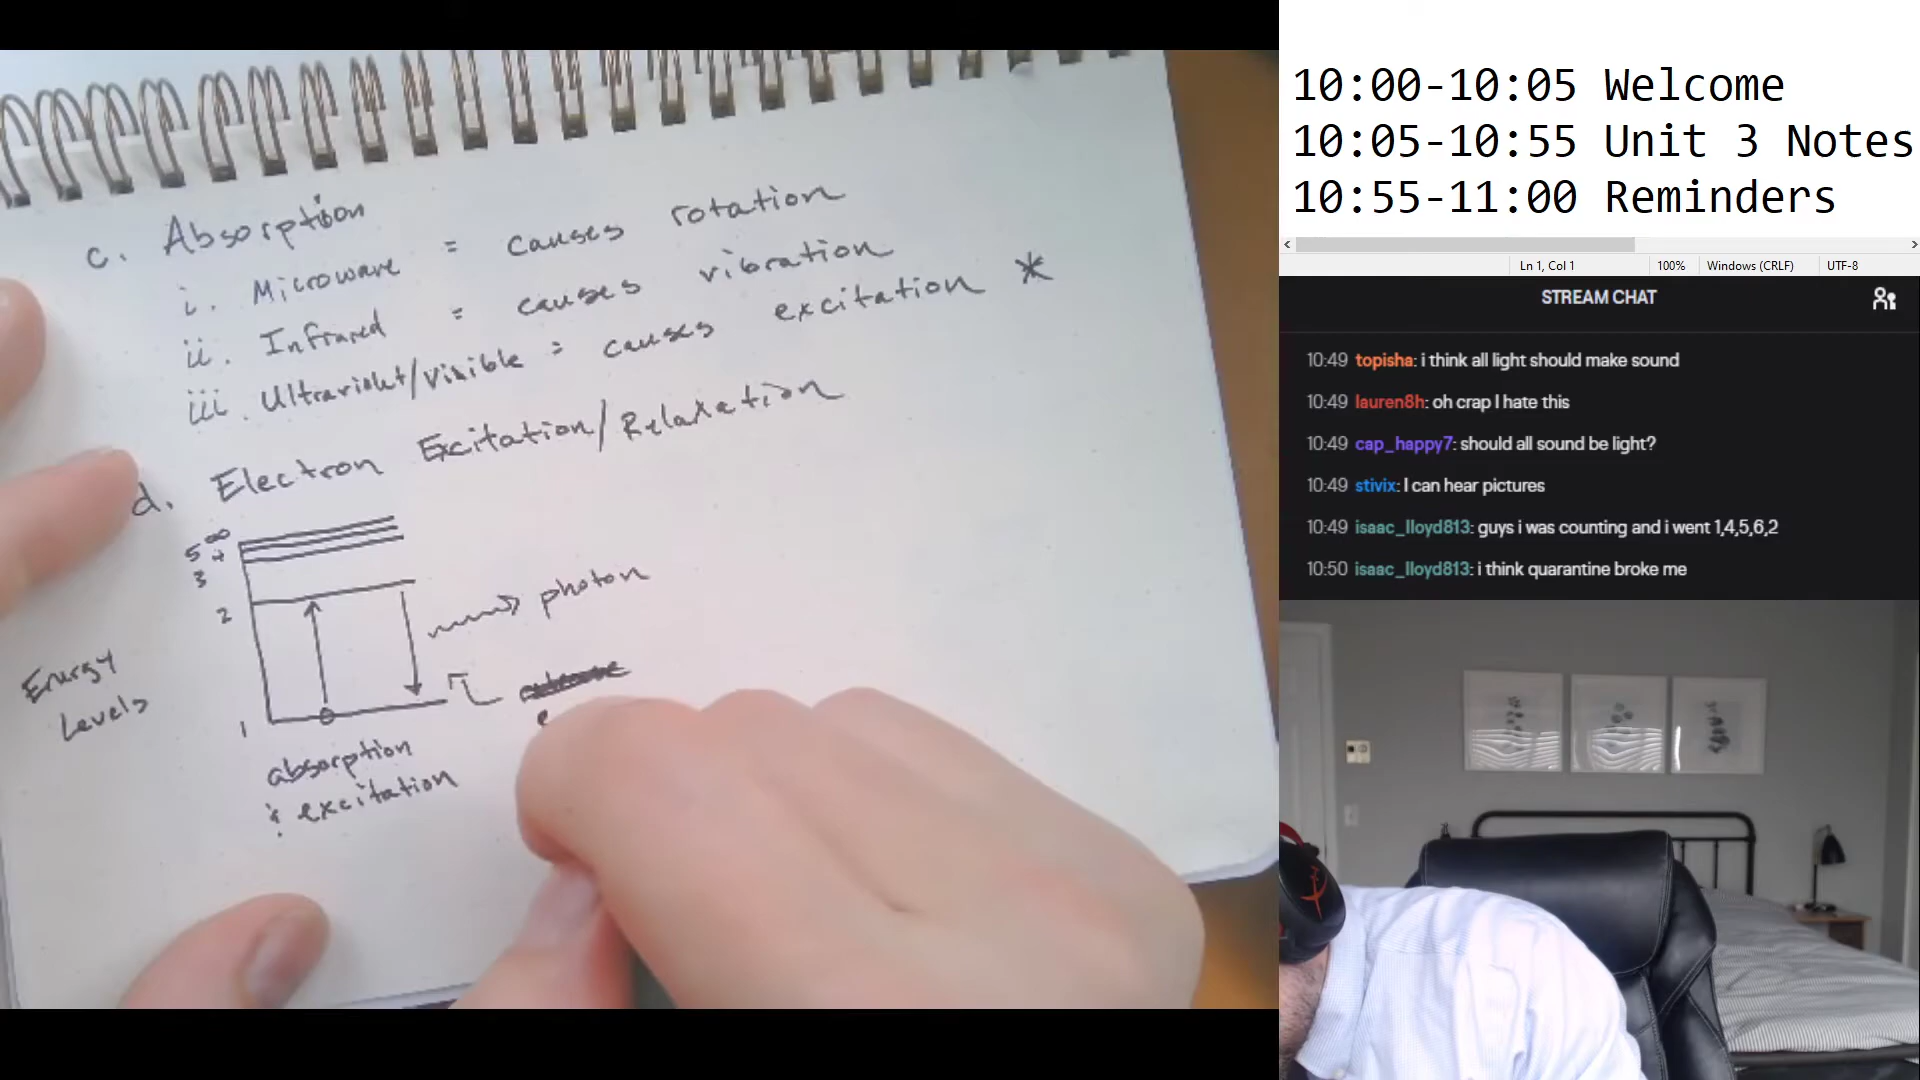 c. Absorption
i. Microwave = causes rotation
ii. Infrared = causes vibration
iii. Ultraviolet/visible = causes excitation *
d. Electron Excitation/Relaxation
∞
5
4
3
2
1
Energy
Levels
photon
e
absorption
& excitation
10:00-10:05 Welcome
10:05-10:55 Unit 3 Notes
10:55-11:00 Reminders
Ln 1, Col 1 100% Windows (CRLF) UTF-8
STREAM CHAT
10:49 topisha: i think all light should make sound
10:49 lauren8h: oh crap I hate this
10:49 cap_happy7: should all sound be light?
10:49 stivix: I can hear pictures
10:49 isaac_lloyd813: guys i was counting and i went 1,4,5,6,2
10:50 isaac_lloyd813: i think quarantine broke me